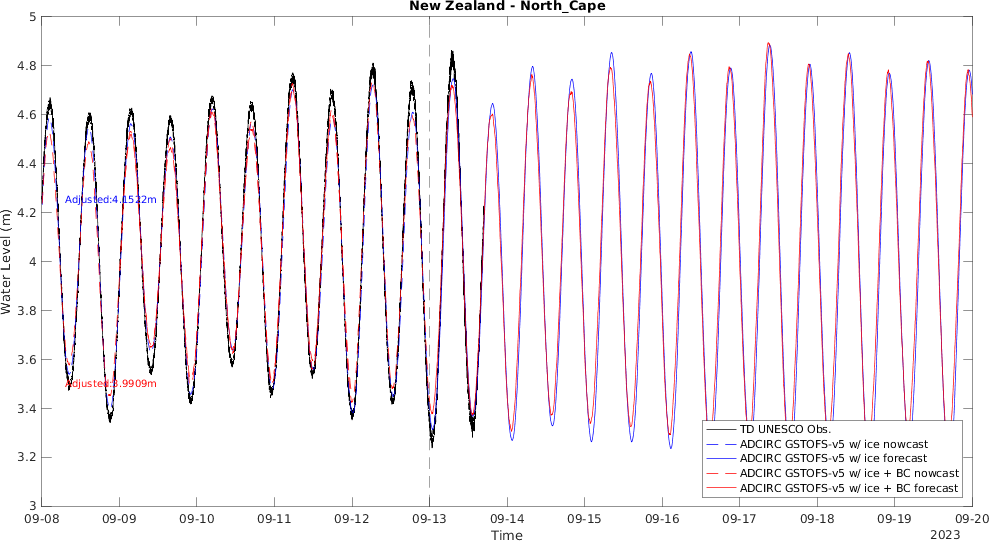 New Zealand - North_Cape
Water Level (m)
5
4.8
4.6
4.4
4.2
4
3.8
3.6
3.4
3.2
3
Adjusted:4.1522m
Adjusted:3.9909m
TD UNESCO Obs.
ADCIRC GSTOFS-v5 w/ ice nowcast
ADCIRC GSTOFS-v5 w/ ice forecast
ADCIRC GSTOFS-v5 w/ ice + BC nowcast
ADCIRC GSTOFS-v5 w/ ice + BC forecast
09-08 09-09 09-10 09-11 09-12 09-13 09-14 09-15 09-16 09-17 09-18 09-19 09-20
Time
2023